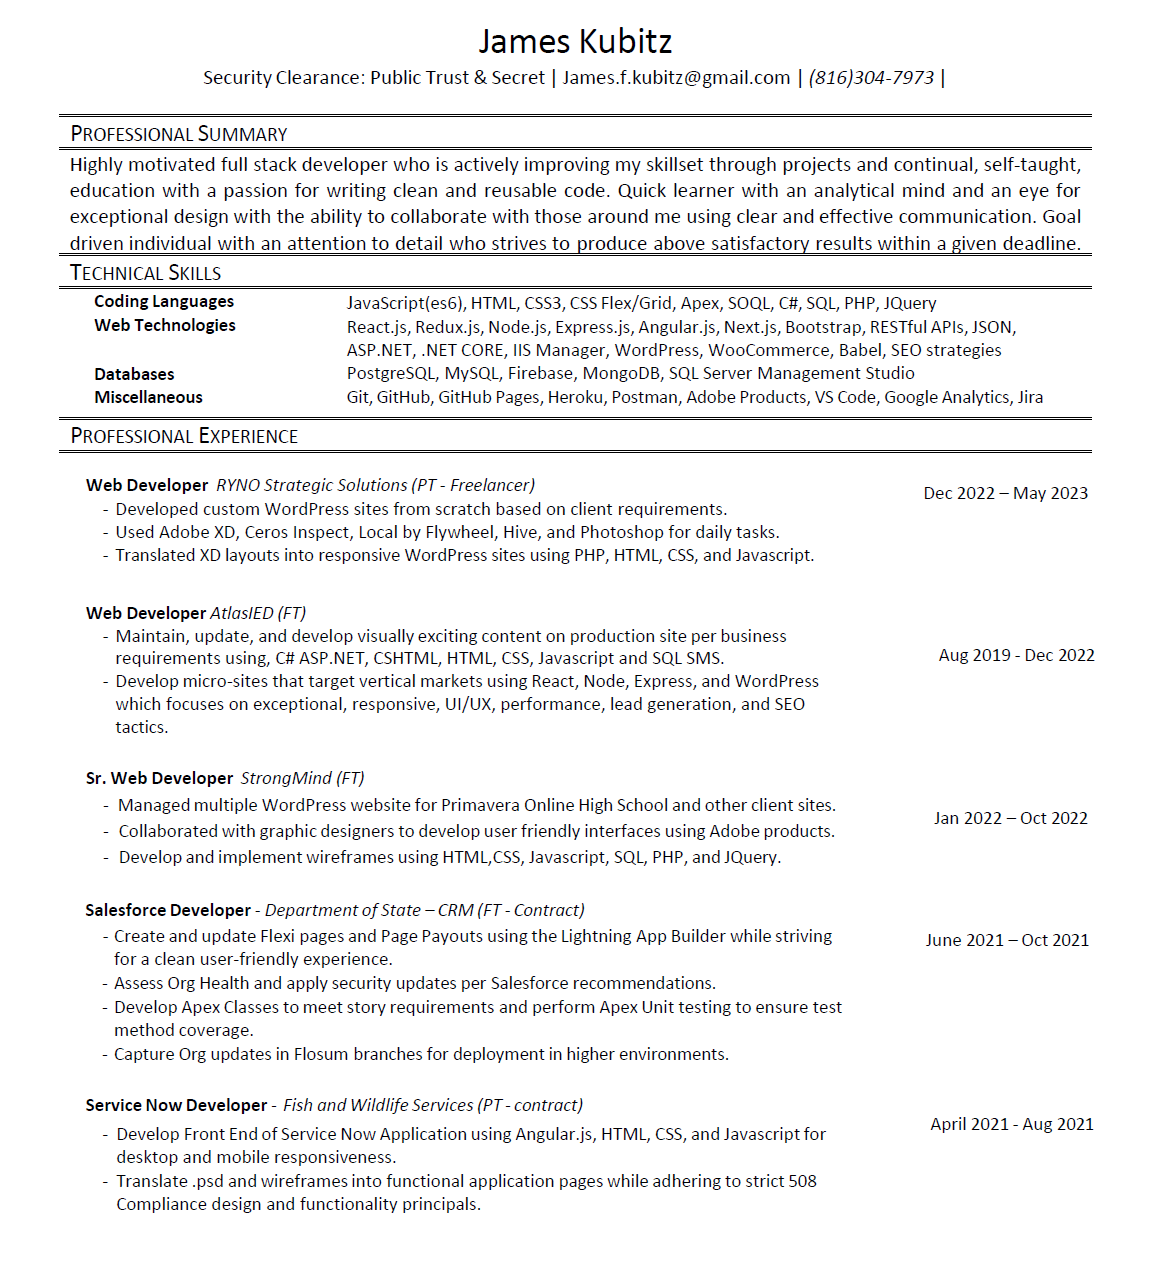 James Kubitz
Security Clearance: Public Trust & Secret | James.f.kubitz@gmail.com | (816)304-7973 |
PROFESSIONAL SUMMARY
Highly motivated full stack developer who is actively improving my skillset through projects and continual, self-taught,
education with a passion for writing clean and reusable code. Quick learner with an analytical mind and an eye for
exceptional design with the ability to collaborate with those around me using clear and effective communication. Goal
driven individual with an attention to detail who strives to produce above satisfactory results within a given deadline.
TECHNICAL SKILLS
Coding Languages JavaScript(es6), HTML, CSS3, CSS Flex/Grid, Apex, SOQL, C#, SQL, PHP, JQuery
Web Technologies React.js, Redux.js, Node.js, Express.js, Angular.js, Next.js, Bootstrap, RESTful APIs, JSON,
ASP.NET, .NET CORE, IIS Manager, WordPress, WooCommerce, Babel, SEO strategies
Databases PostgreSQL, MySQL, Firebase, MongoDB, SQL Server Management Studio
Miscellaneous Git, GitHub, GitHub Pages, Heroku, Postman, Adobe Products, VS Code, Google Analytics, Jira
PROFESSIONAL EXPERIENCE
Web Developer RYNO Strategic Solutions (PT - Freelancer)
Dec 2022 – May 2023
- Developed custom WordPress sites from scratch based on client requirements.
- Used Adobe XD, Ceros Inspect, Local by Flywheel, Hive, and Photoshop for daily tasks.
- Translated XD layouts into responsive WordPress sites using PHP, HTML, CSS, and Javascript.
Web Developer AtlasIED (FT)
- Maintain, update, and develop visually exciting content on production site per business
requirements using, C# ASP.NET, CSHTML, HTML, CSS, Javascript and SQL SMS.
Aug 2019 - Dec 2022
- Develop micro-sites that target vertical markets using React, Node, Express, and WordPress
which focuses on exceptional, responsive, UI/UX, performance, lead generation, and SEO
tactics.
Sr. Web Developer StrongMind (FT)
- Managed multiple WordPress website for Primavera Online High School and other client sites.
Jan 2022 – Oct 2022
- Collaborated with graphic designers to develop user friendly interfaces using Adobe products.
- Develop and implement wireframes using HTML,CSS, Javascript, SQL, PHP, and JQuery.
Salesforce Developer - Department of State – CRM (FT - Contract)
- Create and update Flexi pages and Page Payouts using the Lightning App Builder while striving
June 2021 – Oct 2021
for a clean user-friendly experience.
- Assess Org Health and apply security updates per Salesforce recommendations.
- Develop Apex Classes to meet story requirements and perform Apex Unit testing to ensure test
method coverage.
- Capture Org updates in Flosum branches for deployment in higher environments.
Service Now Developer - Fish and Wildlife Services (PT - contract)
April 2021 - Aug 2021
- Develop Front End of Service Now Application using Angular.js, HTML, CSS, and Javascript for
desktop and mobile responsiveness.
- Translate .psd and wireframes into functional application pages while adhering to strict 508
Compliance design and functionality principals.